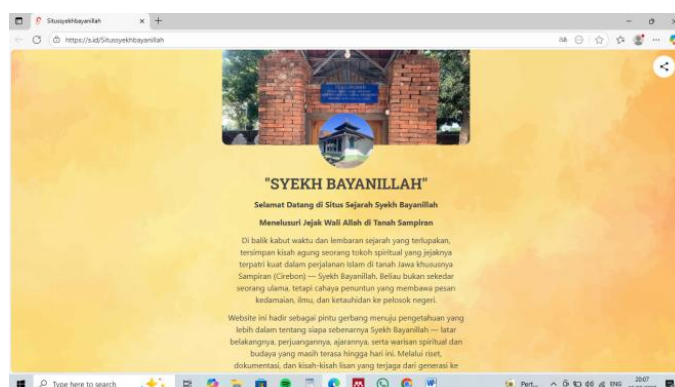 Situssyekhbayanillah
https://s.id/Situssyekhbayanillah
"SYEKH BAYANILLAH"
Selamat Datang di Situs Sejarah Syekh Bayanillah
Menelusuri Jejak Wali Allah di Tanah Sampiran
Di balik kabut waktu dan lembaran sejarah yang terlupakan,
tersimpan kisah agung seorang tokoh spiritual yang jejaknya
terpatri kuat dalam perjalanan Islam di tanah Jawa khususnya
Sampiran (Cirebon) — Syekh Bayanillah. Beliau bukan sekedar
seorang ulama, tetapi cahaya penuntun yang membawa pesan
kedamaian, ilmu, dan ketauhidan ke pelosok negeri.
Website ini hadir sebagai pintu gerbang menuju pengetahuan yang
lebih dalam tentang siapa sebenarnya Syekh Bayanillah — latar
belakangnya, perjuangannya, ajarannya, serta warisan spiritual dan
budaya yang masih terasa hingga hari ini. Melalui riset,
dokumentasi, dan kisah-kisah lisan yang terjaga dari generasi ke
Type here to search
Pert...
ENG
20:07